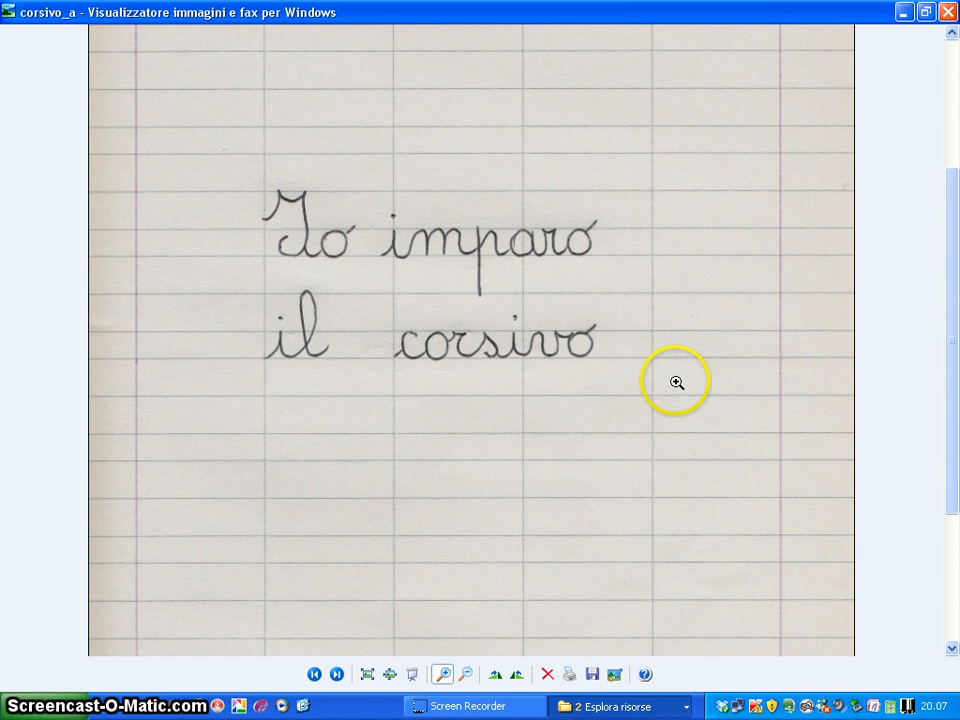 corsivo_a - Visualizzatore immagini e fax per Windows
Io imparo
il corsivo
Screencast-O-Matic.com
Screen Recorder
2 Esplora risorse
20.07